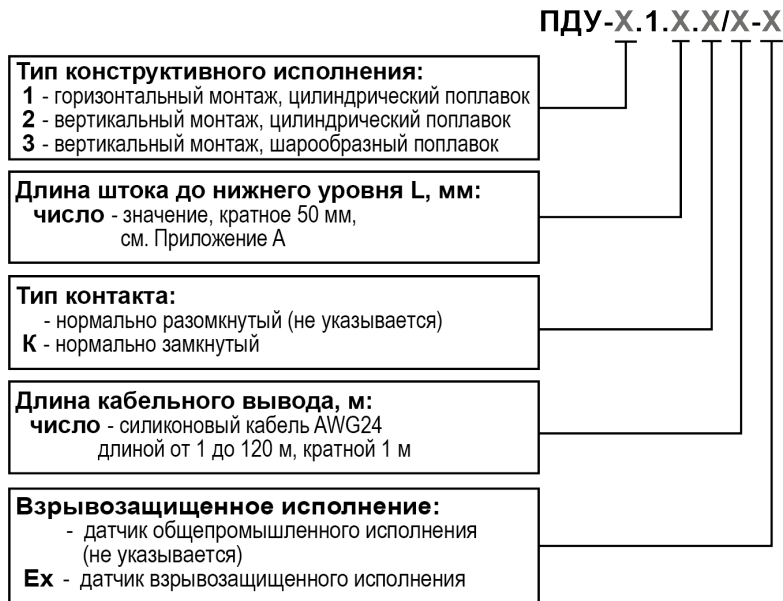 ПДУ-X.1.X.X/X-X
Тип конструктивного исполнения:
1 - горизонтальный монтаж, цилиндрический поплавок
2 - вертикальный монтаж, цилиндрический поплавок
3 - вертикальный монтаж, шарообразный поплавок
Длина штока до нижнего уровня L, мм:
число - значение, кратное 50 мм,
см. Приложение А
Тип контакта:
- нормально разомкнутый (не указывается)
К - нормально замкнутый
Длина кабельного вывода, м:
число - силиконовый кабель AWG24
длиной от 1 до 120 м, кратной 1 м
Взрывозащищенное исполнение:
- датчик общепромышленного исполнения
(не указывается)
Ex - датчик взрывозащищенного исполнения